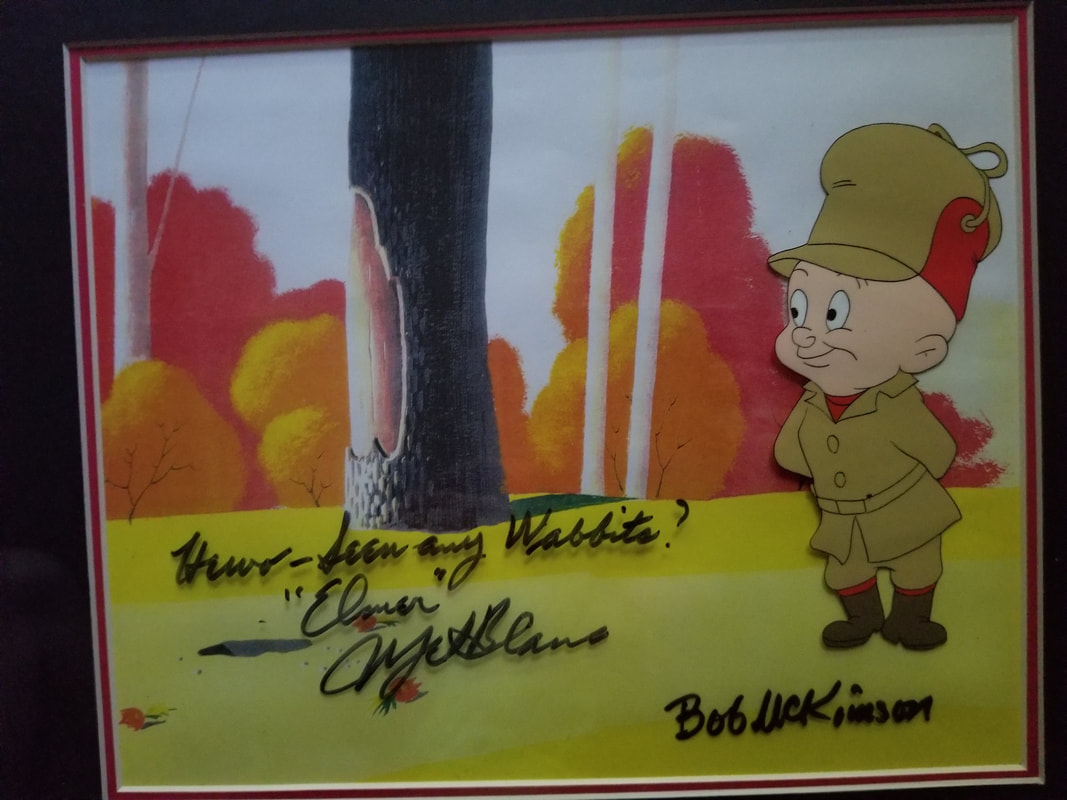 Hewo - Seen any Wabbits?
"Elmer"
Mel Blanc
Bob McKimson